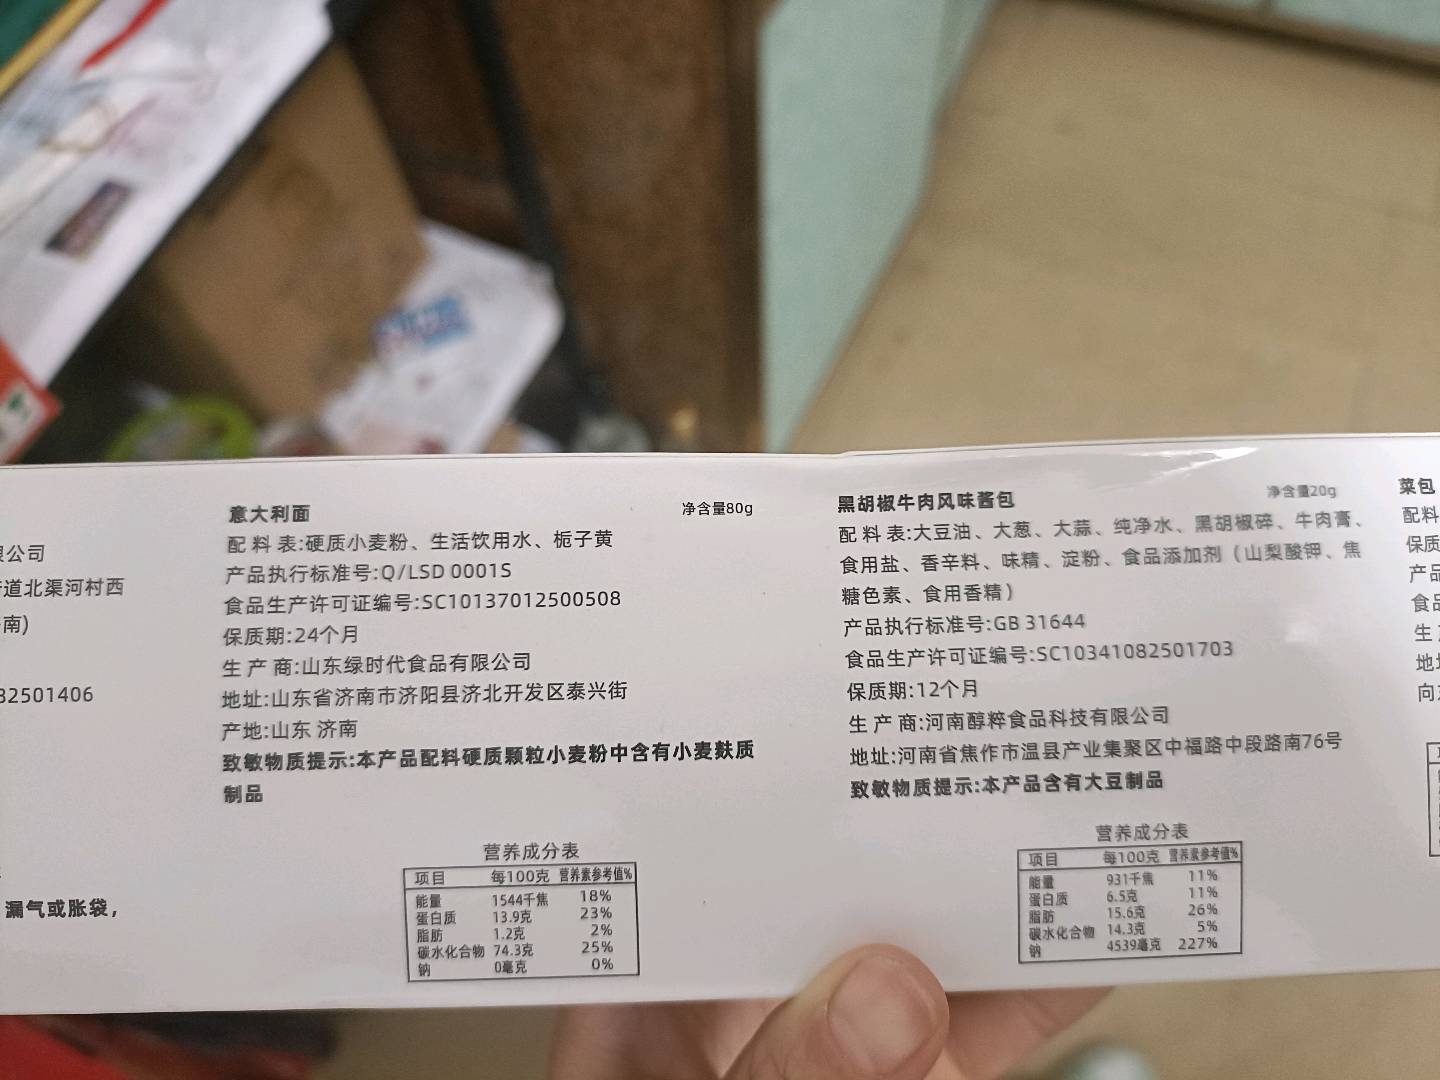 限公司
道北渠河村西
南)
82501406
漏气或胀袋，
意大利面
净含量80g
配 料 表:硬质小麦粉、生活饮用水、栀子黄
产品执行标准号:Q/LSD 0001S
食品生产许可证编号:SC10137012500508
保质期:24个月
生 产 商:山东绿时代食品有限公司
地址:山东省济南市济阳县济北开发区泰兴街
产地:山东 济南
致敏物质提示:本产品配料硬质颗粒小麦粉中含有小麦麸质
制品
营养成分表
项目 每100克 营养素参考值%
能量 1544千焦 18%
蛋白质 13.9克 23%
脂肪 1.2克 2%
碳水化合物 74.3克 25%
钠 0毫克 0%
黑胡椒牛肉风味酱包
净含量20g
配 料 表:大豆油、大葱、大蒜、纯净水、黑胡椒碎、牛肉膏、
食用盐、香辛料、味精、淀粉、食品添加剂（山梨酸钾、焦
糖色素、食用香精）
产品执行标准号:GB 31644
食品生产许可证编号:SC10341082501703
保质期:12个月
生 产 商:河南醇粹食品科技有限公司
地址:河南省焦作市温县产业集聚区中福路中段路南76号
致敏物质提示:本产品含有大豆制品
营养成分表
项目 每100克 营养素参考值%
能量 931千焦 11%
蛋白质 6.5克 11%
脂肪 15.6克 26%
碳水化合物 14.3克 5%
钠 4539毫克 227%
菜包
配料
保质
产品
食品
生
地址
向